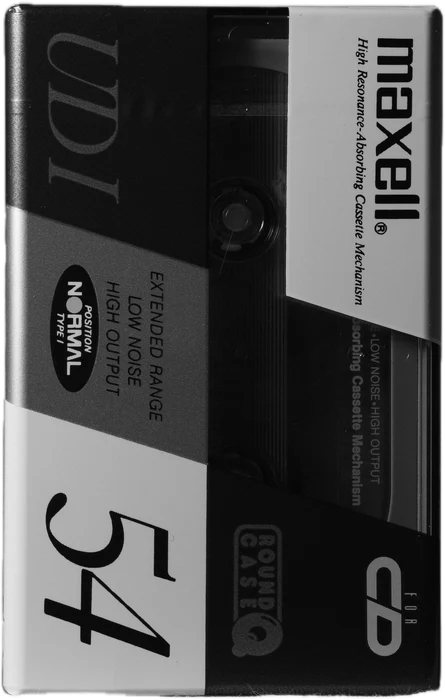 maxell®
High Resonance-Absorbing Cassette Mechanism
•LOW NOISE•HIGH OUTPUT
sorbing Cassette Mechanism
UDI
EXTENDED RANGE
LOW NOISE
HIGH OUTPUT
POSITION
NORMAL
TYPE I
FOR
CD
ROUND
CASE
54